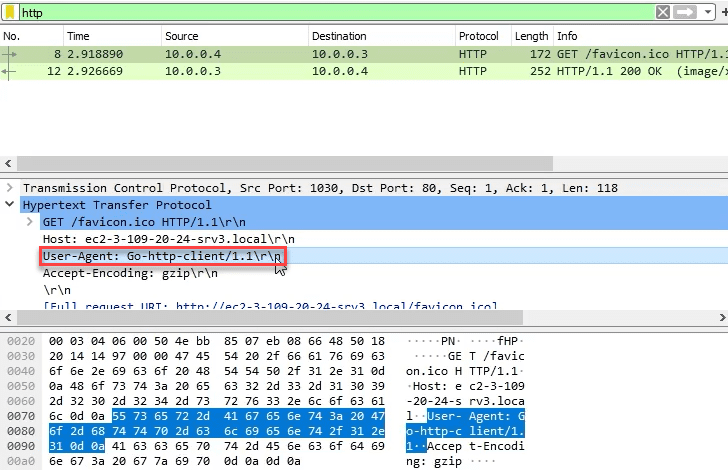 http
No. Time Source Destination Protocol Length Info
8 2.918890 10.0.0.4 10.0.0.3 HTTP 172 GET /favicon.ico HTTP/1.1
12 2.926669 10.0.0.3 10.0.0.4 HTTP 252 HTTP/1.1 200 OK (image/x
Transmission Control Protocol, Src Port: 1030, Dst Port: 80, Seq: 1, Ack: 1, Len: 118
Hypertext Transfer Protocol
GET /favicon.ico HTTP/1.1\r\n
Host: ec2-3-109-20-24-srv3.local\r\n
User-Agent: Go-http-client/1.1\r\n
Accept-Encoding: gzip\r\n
\r\n
[Full request URI: http://ec2-3-109-20-24-srv3.local/favicon.ico]
0020 00 03 04 06 00 50 4e bb 85 07 eb 08 66 48 50 18 ·····PN· ····fHP·
0030 20 14 14 97 00 00 47 45 54 20 2f 66 61 76 69 63 ·····GE T /favic
0040 6f 6e 2e 69 63 6f 20 48 54 54 50 2f 31 2e 31 0d on.ico H TTP/1.1·
0050 0a 48 6f 73 74 3a 20 65 63 32 2d 33 2d 31 30 39 ·Host: e c2-3-109
0060 2d 32 30 2d 32 34 2d 73 72 76 33 2e 6c 6f 63 61 -20-24-s rv3.loca
0070 6c 0d 0a 55 73 65 72 2d 41 67 65 6e 74 3a 20 47 l··User- Agent: G
0080 6f 2d 68 74 74 70 2d 63 6c 69 65 6e 74 2f 31 2e o-http-c lient/1.
0090 31 0d 0a 41 63 63 65 70 74 2d 45 6e 63 6f 64 69 1··Accep t-Encodi
6e 67 3a 20 67 7a 69 70 0d 0a 0d 0a ng: gzip ····